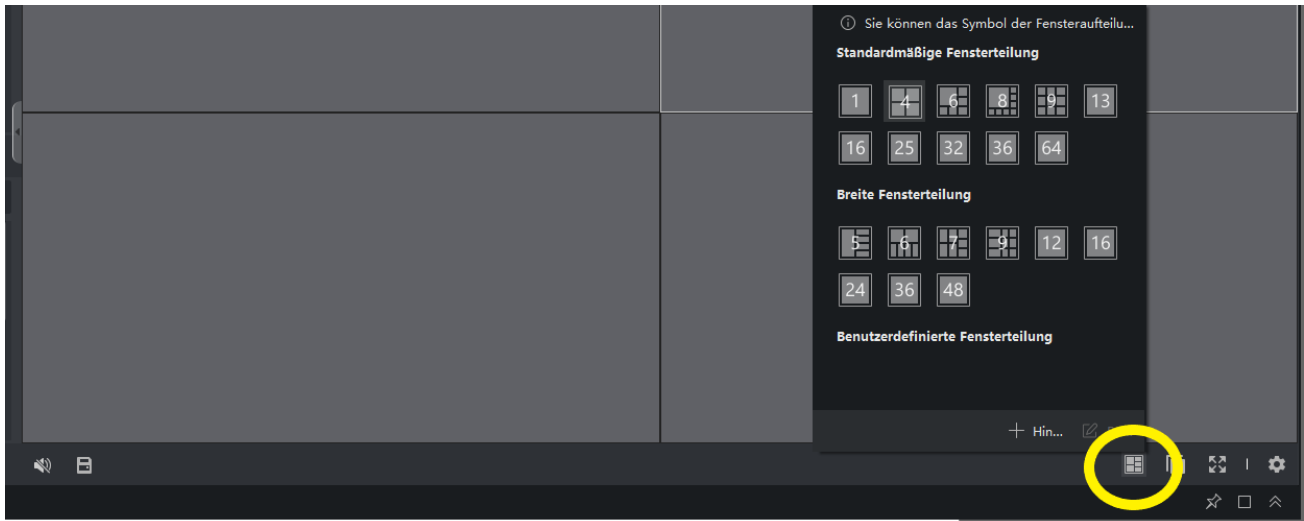 Sie können das Symbol der Fensteraufteilu...
Standardmäßige Fensterteilung
1 4 6 8 9 13
16 25 32 36 64
Breite Fensterteilung
5 6 7 9 12 16
24 36 48
Benutzerdefinierte Fensterteilung
Hin...